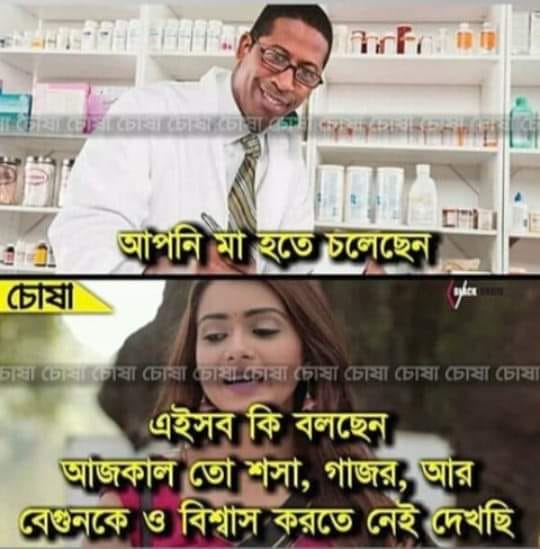 চোষা চোষা চোষা চোষা চোষা চোষা চোষা চোষা চোষা
আপনি মা হতে চলেছেন
চোষা
চোষা চোষা চোষা চোষা চোষা চোষা চোষা চোষা চোষা চোষা চোষা
এইসব কি বলছেন
আজকাল তো শসা, গাজর, আর
বেগুনকে ও বিশ্বাস করতে নেই দেখছি